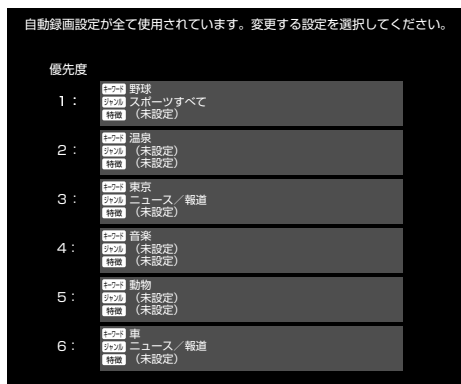 自動録画設定が全て使用されています。変更する設定を選択してください。
優先度
1： キーワード 野球
ジャンル スポーツすべて
特徴 （未設定）
2： キーワード 温泉
ジャンル （未設定）
特徴 （未設定）
3： キーワード 東京
ジャンル ニュース／報道
特徴 （未設定）
4： キーワード 音楽
ジャンル （未設定）
特徴 （未設定）
5： キーワード 動物
ジャンル （未設定）
特徴 （未設定）
6： キーワード 車
ジャンル ニュース／報道
特徴 （未設定）